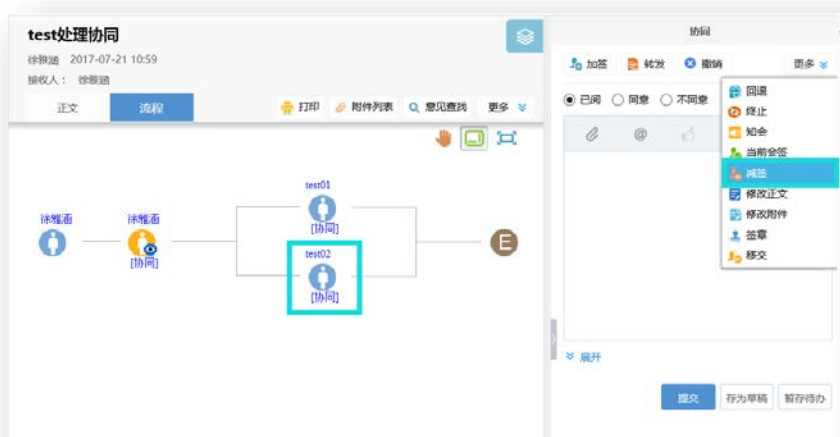 test处理协同
徐雅涵 2017-07-21 10:59
接收人： 徐雅涵
正文 流程 打印 附件列表 意见查找 更多
徐雅涵
徐雅涵
[协同]
test01
[协同]
test02
[协同]
E
协同
加签 转发 撤销 更多
已阅 同意 不同意
@
回退
终止
知会
当前会签
减签
修改正文
修改附件
签章
移交
展开
提交 存为草稿 暂存待办